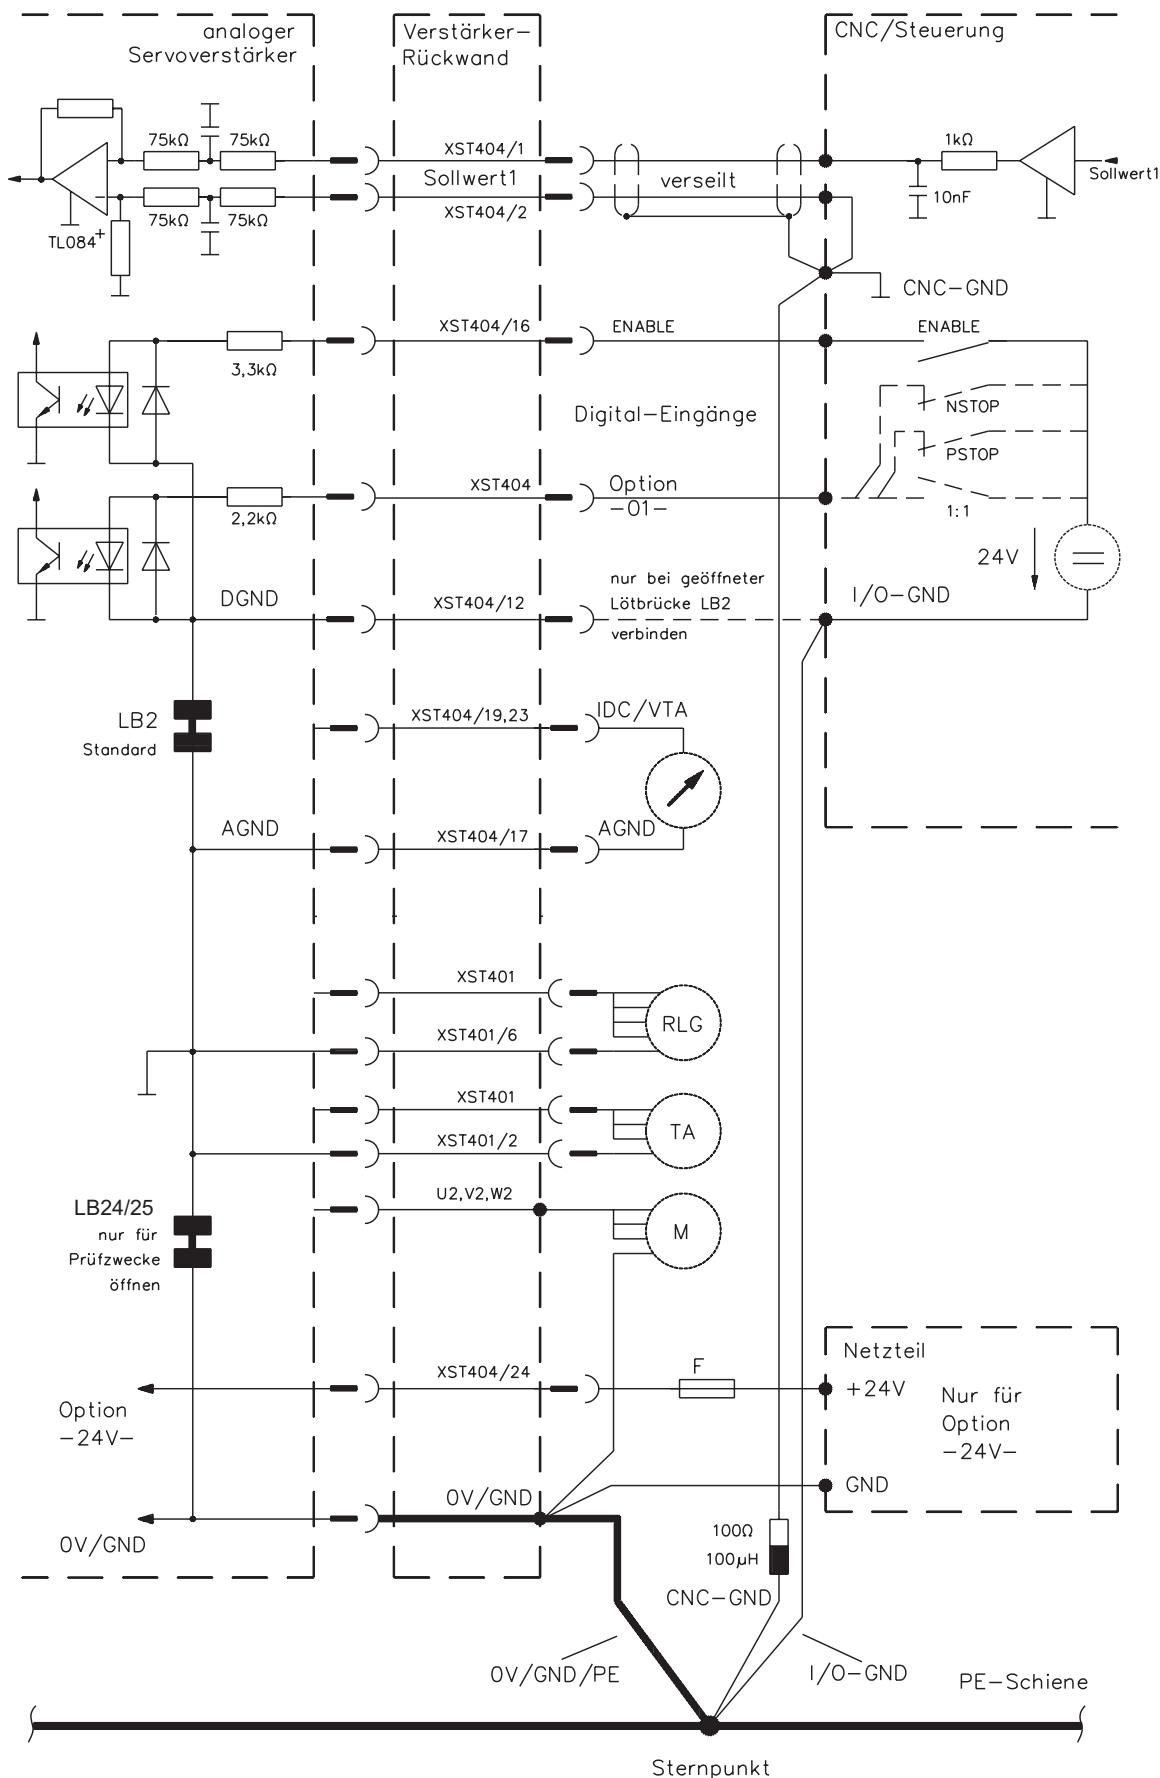 analoger
Servoverstärker
Verstärker-
Rückwand
CNC/Steuerung
75kΩ
75kΩ
XST404/1
1kΩ
Sollwert1
verseilt
Sollwert1
10nF
75kΩ
75kΩ
XST404/2
TL084
+
CNC-GND
XST404/16
ENABLE
ENABLE
3,3kΩ
Digital-Eingänge
NSTOP
PSTOP
XST404
Option
-01-
1:1
2,2kΩ
24V
nur bei geöffneter
DGND
XST404/12
Lötbrücke LB2
I/O-GND
verbinden
LB2
Standard
XST404/19,23
IDC/VTA
AGND
XST404/17
AGND
XST401
RLG
XST401/6
XST401
TA
XST401/2
LB24/25
nur für
Prüfzwecke
öffnen
U2,V2,W2
M
Netzteil
XST404/24
F
+24V
Nur für
Option
-24V-
Option
-24V-
GND
0V/GND
0V/GND
100Ω
100µH
CNC-GND
0V/GND/PE
I/O-GND
PE-Schiene
Sternpunkt